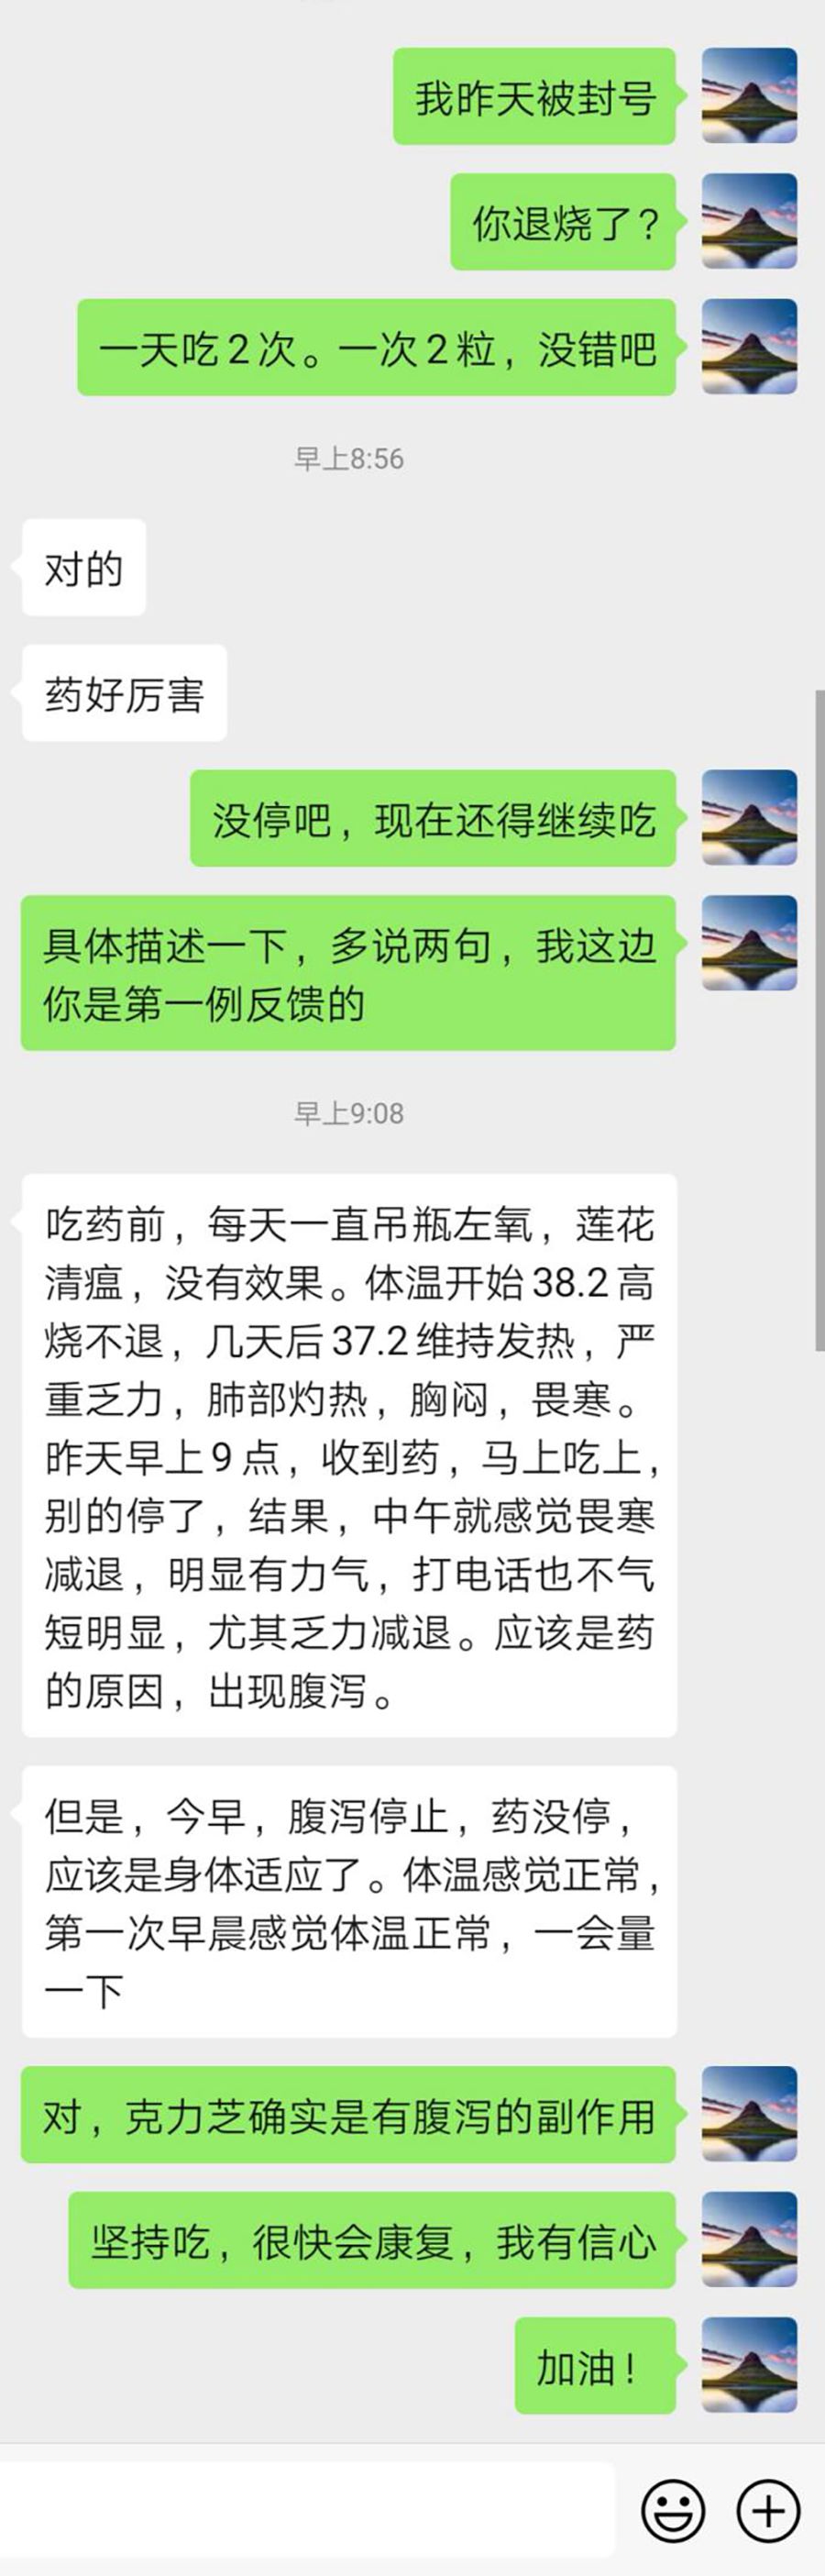 我昨天被封号
你退烧了?
一天吃2次。一次2粒，没错吧
早上8:56
对的
药好厉害
没停吧，现在还得继续吃
具体描述一下，多说两句，我这边
你是第一例反馈的
早上9:08
吃药前，每天一直吊瓶左氧，莲花
清瘟，没有效果。体温开始38.2高
烧不退，几天后37.2维持发热，严
重乏力，肺部灼热，胸闷，畏寒。
昨天早上9点，收到药，马上吃上，
别的停了，结果，中午就感觉畏寒
减退，明显有力气，打电话也不气
短明显，尤其乏力减退。应该是药
的原因，出现腹泻。
但是，今早，腹泻停止，药没停，
应该是身体适应了。体温感觉正常，
第一次早晨感觉体温正常，一会量
一下
对，克力芝确实是有腹泻的副作用
坚持吃，很快会康复，我有信心
加油!